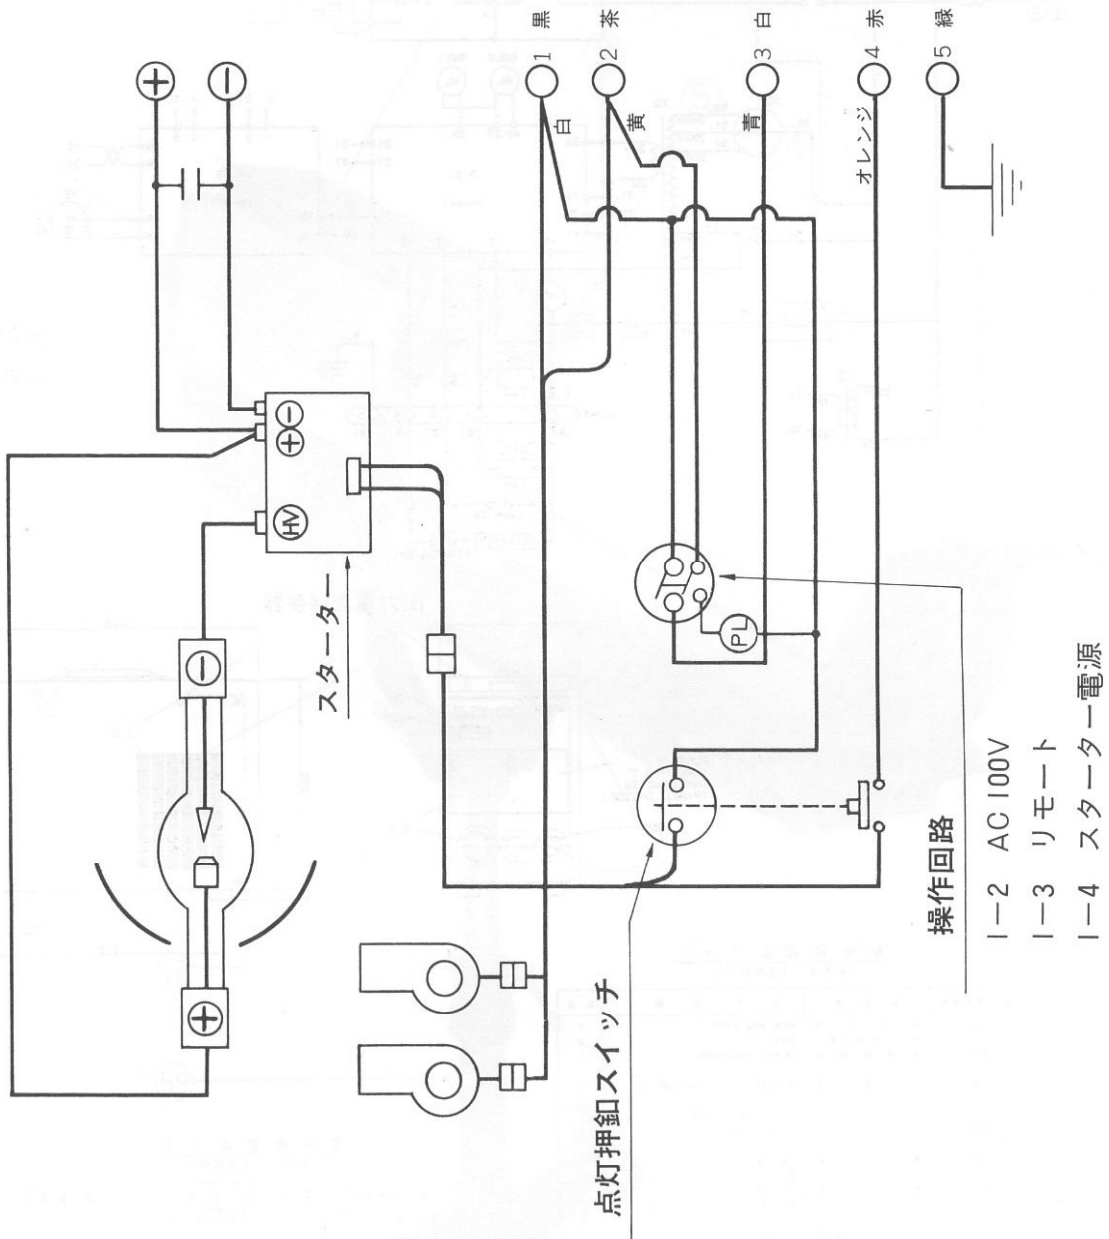 ⊕
⊖
1 黒
2 茶
3 白
4 赤
5 緑
白
黄
青
オレンジ
⊕ ⊖
HV
スターター
⊖
⊕
PL
点灯押釦スイッチ
操作回路
1−2 AC 100V
1−3 リモート
1−4 スターター電源